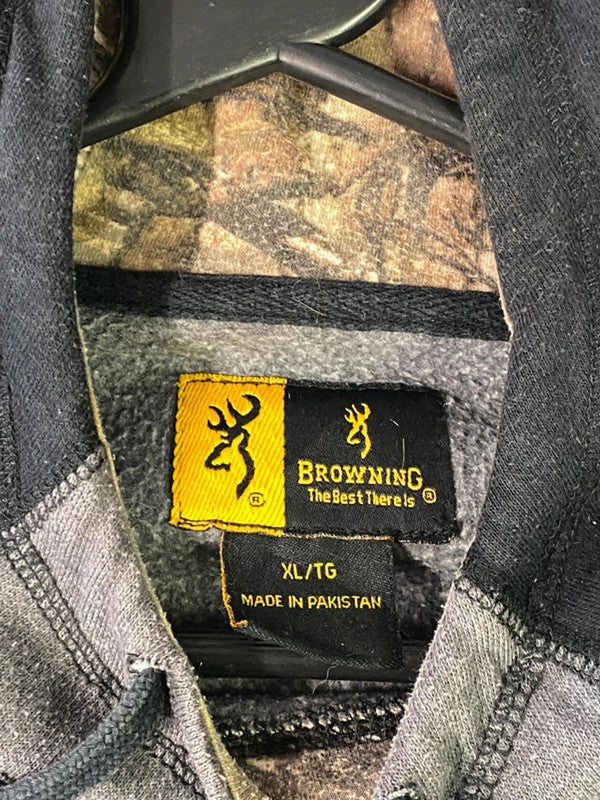 BROWNING
The Best There Is ®
®
XL/TG
MADE IN PAKISTAN